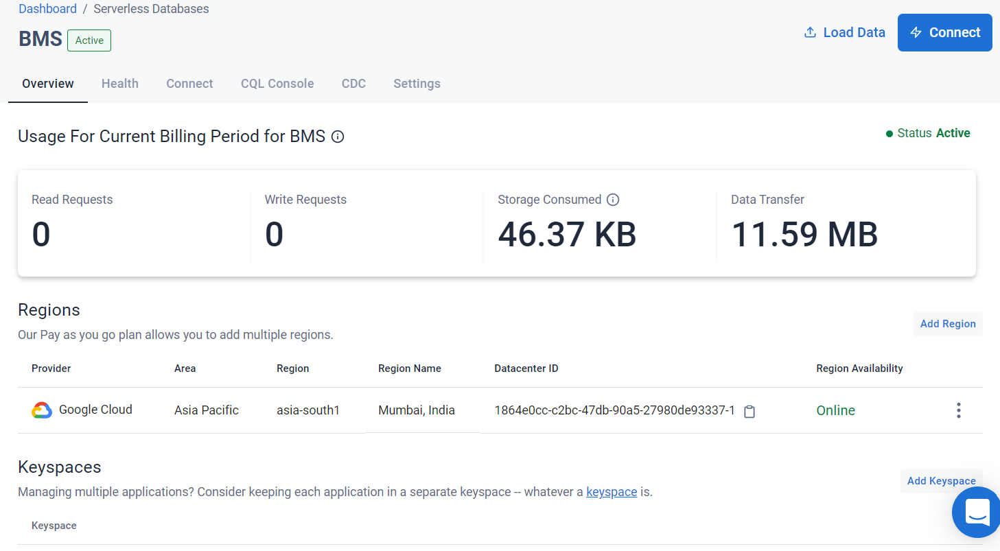 Dashboard / Serverless Databases
BMS Active
Load Data
Connect
Overview Health Connect CQL Console CDC Settings
Usage For Current Billing Period for BMS
Status Active
Read Requests Write Requests Storage Consumed Data Transfer
0 0 46.37 KB 11.59 MB
Regions
Add Region
Our Pay as you go plan allows you to add multiple regions.
Provider Area Region Region Name Datacenter ID Region Availability
Google Cloud Asia Pacific asia-south1 Mumbai, India 1864e0cc-c2bc-47db-90a5-27980de93337-1 Online
Keyspaces
Add Keyspace
Managing multiple applications? Consider keeping each application in a separate keyspace -- whatever a keyspace is.
Keyspace